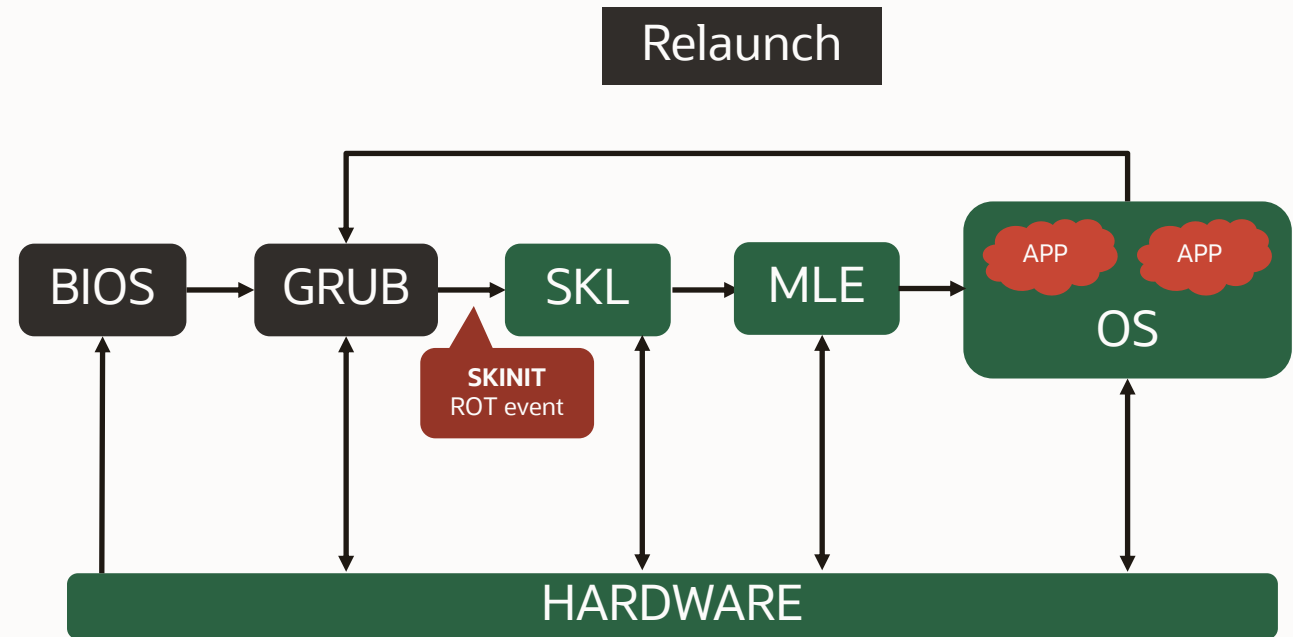 Relaunch
BIOS
GRUB
SKL
MLE
APP
APP
OS
SKINIT
ROT event
HARDWARE